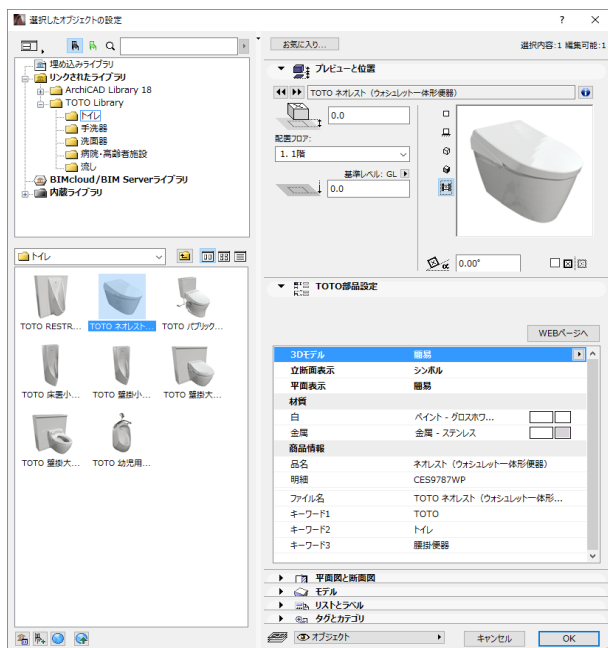 選択したオブジェクトの設定
? ×
お気に入り...
選択内容:1 編集可能:1
埋め込みライブラリ
リンクされたライブラリ
ArchiCAD Library 18
TOTO Library
トイレ
手洗器
洗面器
病院・高齢者施設
流し
BIMcloud/BIM Serverライブラリ
内蔵ライブラリ
プレビューと位置
TOTO ネオレスト（ウォシュレット一体形便器）
0.0
配置フロア:
1. 1階
基準レベル: GL
0.0
α 0.00°
トイレ
TOTO RESTR...
TOTO ネオレスト...
TOTO パブリック...
TOTO 床置小...
TOTO 壁掛小...
TOTO 壁掛大...
TOTO 壁掛大...
TOTO 幼児用...
TOTO部品設定
WEBページへ
3Dモデル 簡易
立断面表示 シンボル
平面表示 簡易
材質
白 ペイント - グロスホワ...
金属 金属 - ステンレス
商品情報
品名 ネオレスト（ウォシュレット一体形便器）
明細 CES9787WP
ファイル名 TOTO ネオレスト（ウォシュレット一体形...
キーワード1 TOTO
キーワード2 トイレ
キーワード3 腰掛便器
平面図と断面図
モデル
リストとラベル
タグとカテゴリ
オブジェクト
キャンセル
OK